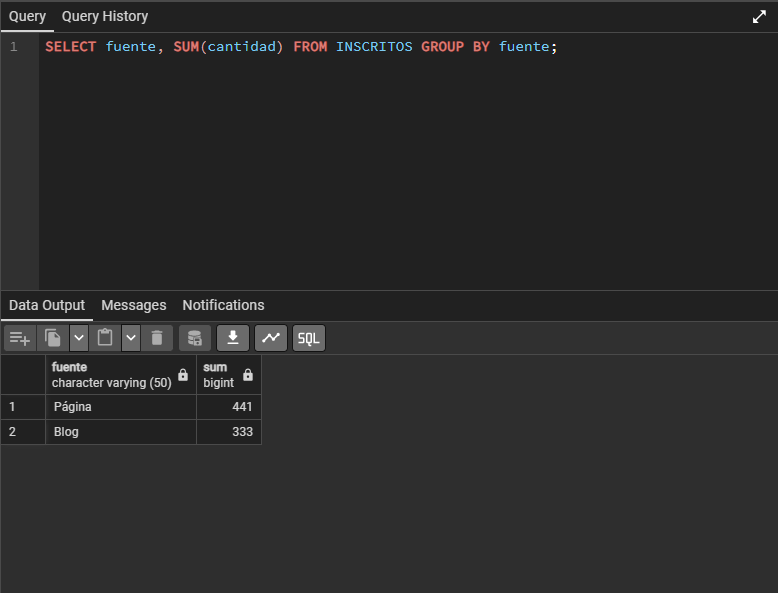 Query Query History
1 SELECT fuente, SUM(cantidad) FROM INSCRITOS GROUP BY fuente;
Data Output Messages Notifications
SQL
fuente sum
character varying (50) bigint
1 Página 441
2 Blog 333